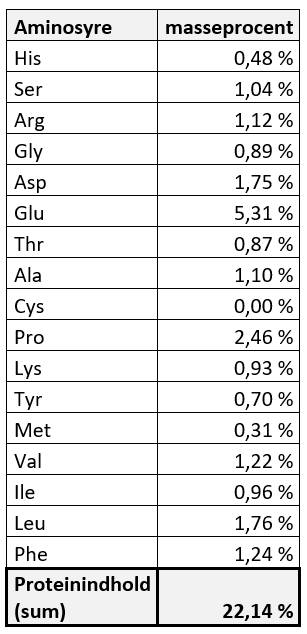 Aminosyre masseprocent
His 0,48 %
Ser 1,04 %
Arg 1,12 %
Gly 0,89 %
Asp 1,75 %
Glu 5,31 %
Thr 0,87 %
Ala 1,10 %
Cys 0,00 %
Pro 2,46 %
Lys 0,93 %
Tyr 0,70 %
Met 0,31 %
Val 1,22 %
Ile 0,96 %
Leu 1,76 %
Phe 1,24 %
Proteinindhold
(sum) 22,14 %